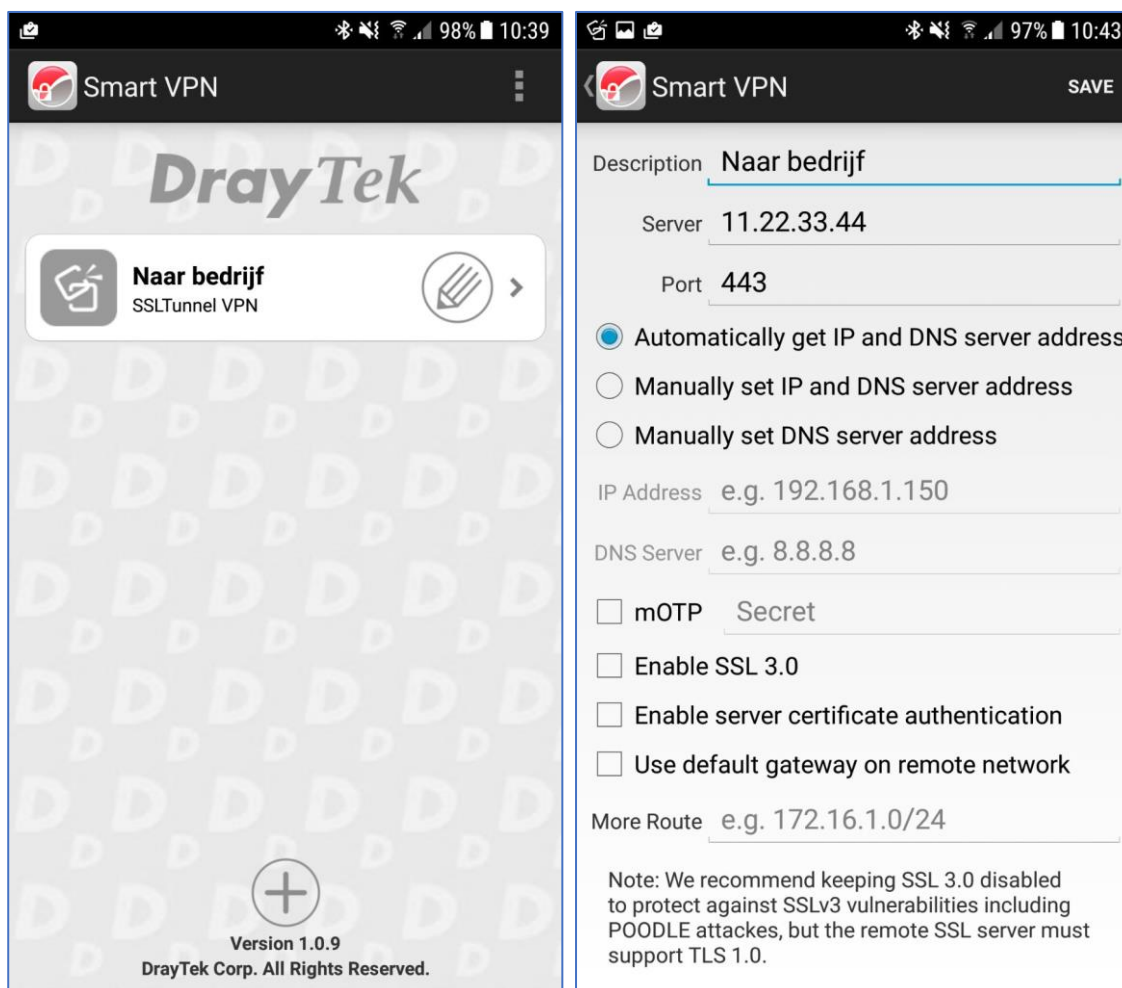 98% 10:39
Smart VPN
DrayTek
Naar bedrijf
SSLTunnel VPN
Version 1.0.9
DrayTek Corp. All Rights Reserved.
97% 10:43
Smart VPN SAVE
Description Naar bedrijf
Server 11.22.33.44
Port 443
Automatically get IP and DNS server address
Manually set IP and DNS server address
Manually set DNS server address
IP Address e.g. 192.168.1.150
DNS Server e.g. 8.8.8.8
mOTP Secret
Enable SSL 3.0
Enable server certificate authentication
Use default gateway on remote network
More Route e.g. 172.16.1.0/24
Note: We recommend keeping SSL 3.0 disabled
to protect against SSLv3 vulnerabilities including
POODLE attackes, but the remote SSL server must
support TLS 1.0.